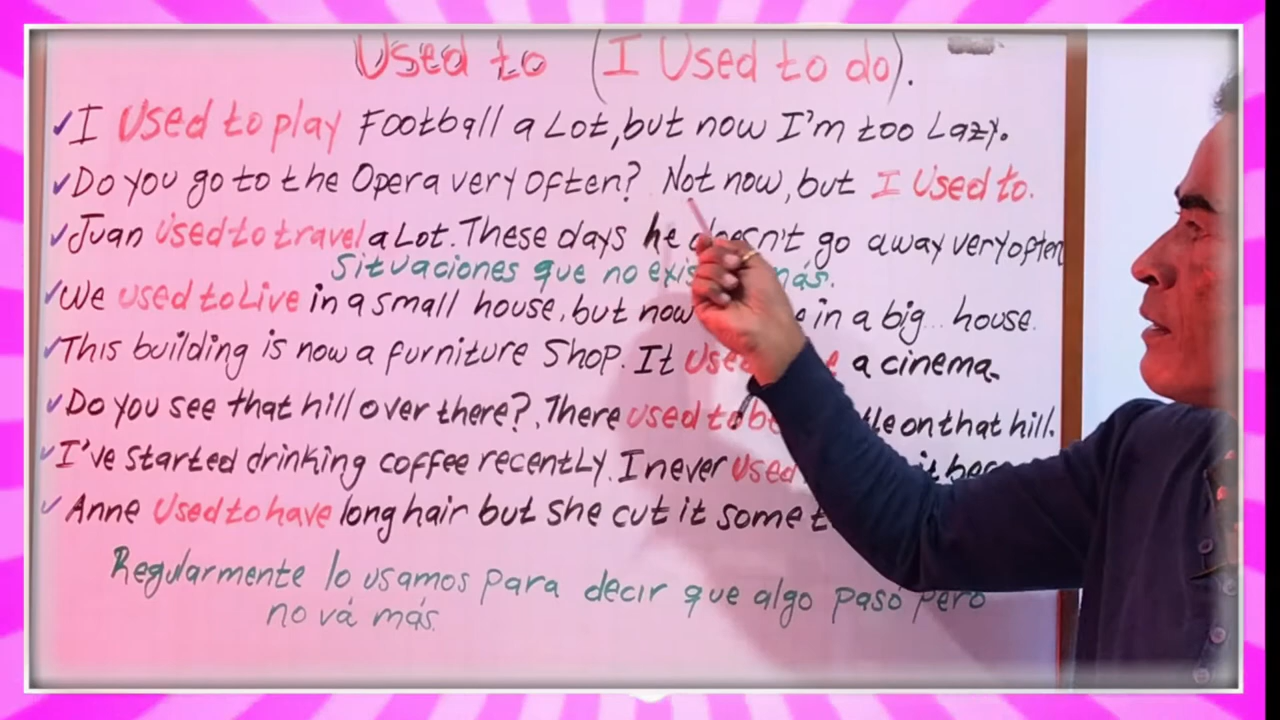 Used to (I Used to do).
✓I Used to play Football a Lot, but now I'm too Lazy.
✓Do you go to the Opera very often? Not now, but I Used to.
✓Juan used to travel a Lot. These days he doesn't go away very often
Situaciones que no exis más.
✓We used to Live in a small house, but now e in a big... house.
✓This building is now a furniture Shop. It used e a cinema.
✓Do you see that hill over there?. There used to be tle on that hill.
✓I've started drinking coffee recently. I never used it bec
✓Anne Used to have long hair but she cut it some t
Regularmente lo usamos para decir que algo pasó pero
no vá más.